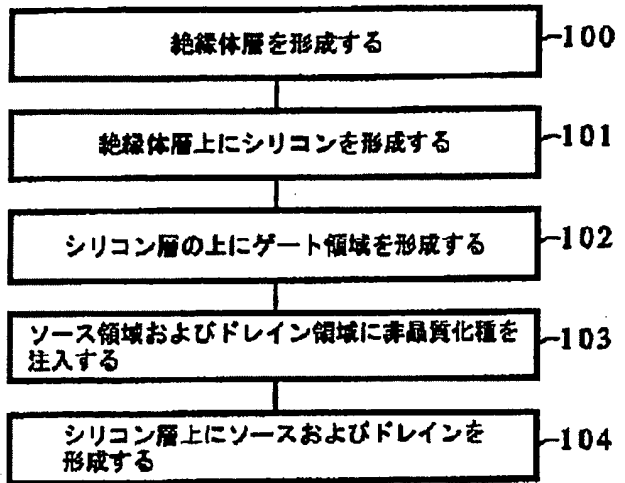 絶縁体層を形成する
100
絶縁体層上にシリコンを形成する
101
シリコン層の上にゲート領域を形成する
102
ソース領域およびドレイン領域に非晶質化種を
注入する
103
シリコン層上にソースおよびドレインを
形成する
104